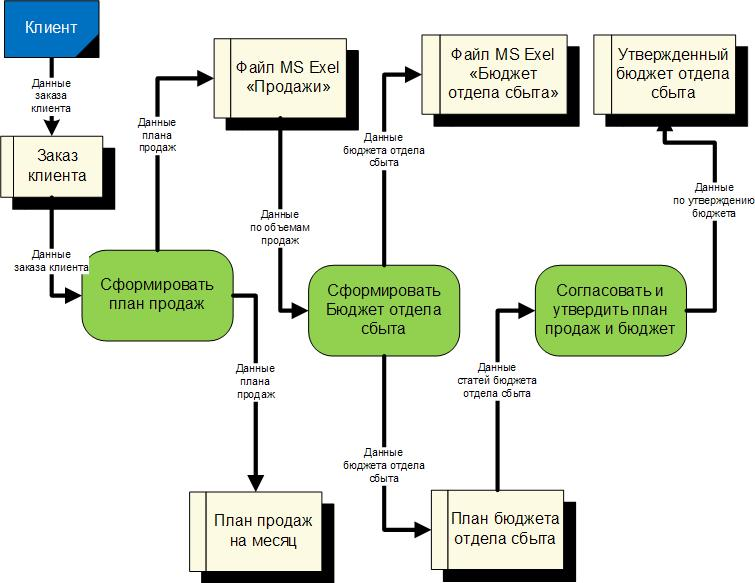 Клиент
Данные
заказа
клиента
Заказ
клиента
Данные
заказа клиента
Сформировать
план продаж
Данные
плана
продаж
Файл MS Exel
«Продажи»
Данные
плана
продаж
План продаж
на месяц
Данные
по объемам
продаж
Сформировать
Бюджет отдела
сбыта
Данные
бюджета отдела
сбыта
Файл MS Exel
«Бюджет
отдела сбыта»
Данные
бюджета отдела
сбыта
План бюджета
отдела сбыта
Данные
статей бюджета
отдела сбыта
Согласовать и
утвердить план
продаж и бюджет
Данные
по утверждению
бюджета
Утвержденный
бюджет отдела
сбыта